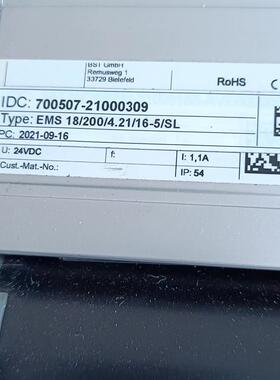 BST GmbH
Remusweg 1
33729 Bielefeld
RoHS
IDC: 700507-21000309
Type: EMS 18/200/4.21/16-5/SL
PC: 2021-09-16
U: 24VDC
f:
I: 1,1A
Cust.-Mat.-No.:
IP: 54